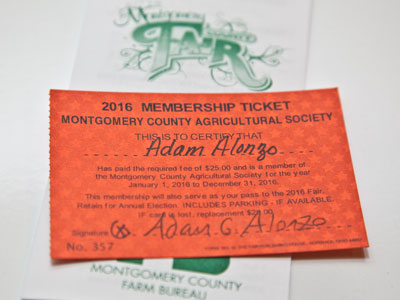 Montgomery
County
FAIR
2016 MEMBERSHIP TICKET
MONTGOMERY COUNTY AGRICULTURAL SOCIETY
THIS IS TO CERTIFY THAT
Adam Alonzo
Has paid the required fee of $25.00 and is a member of
the Montgomery County Agricultural Society for the year
January 1, 2016 to December 31, 2016.
This membership will also serve as your pass to the 2016 Fair.
Retain for Annual Election. INCLUDES PARKING - IF AVAILABLE.
IF card is lost, replacement $25.00
Signature X Adam G. Alonzo
No. 357
MONTGOMERY COUNTY
FARM BUREAU